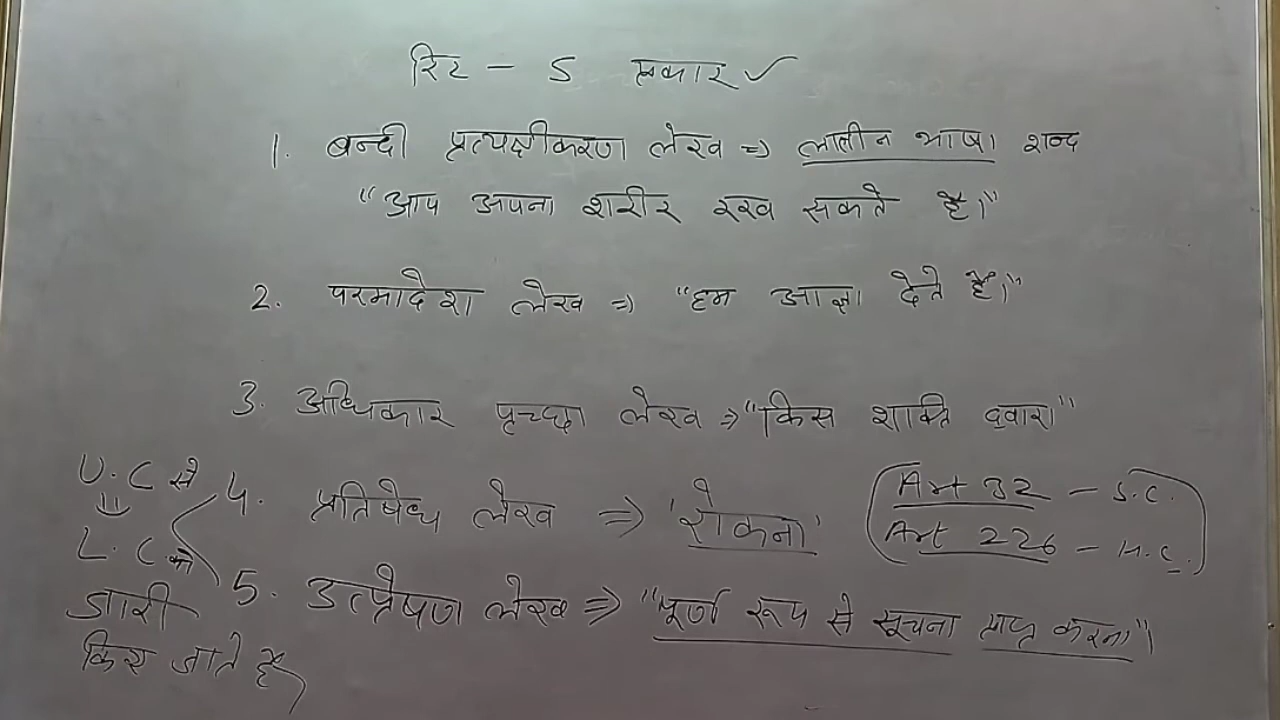 रिट - 5 प्रकार ✓
1. बन्दी प्रत्यक्षीकरण लेख => लातीन भाषा शब्द
"आप अपना शरीर रख सकते हैं।"
2. परमादेश लेख => "हम आज्ञा देते हैं।"
3. अधिकार पृच्छा लेख => "किस शक्ति द्वारा"
4. प्रतिषेध लेख => 'रोकना'
5. उत्प्रेषण लेख => "पूर्ण रूप से सूचना प्राप्त करना"
U.C से
L.C. को
जारी
किए जाते हैं
Art 32 - S.C.
Art 226 - H.C.